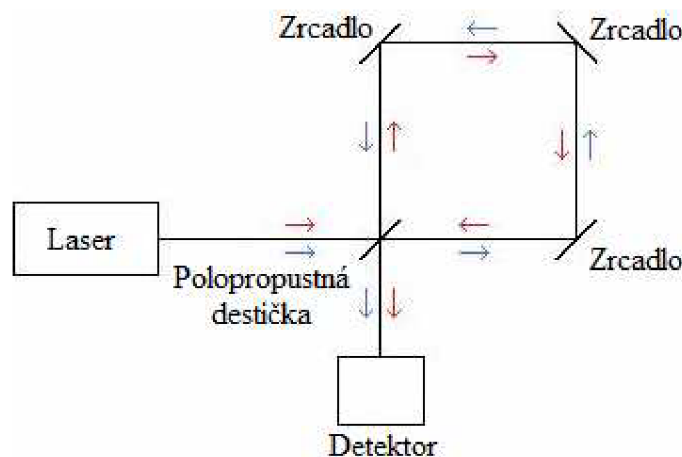 Zrcadlo
Zrcadlo
Laser
Polopropustná
destička
Zrcadlo
Detektor